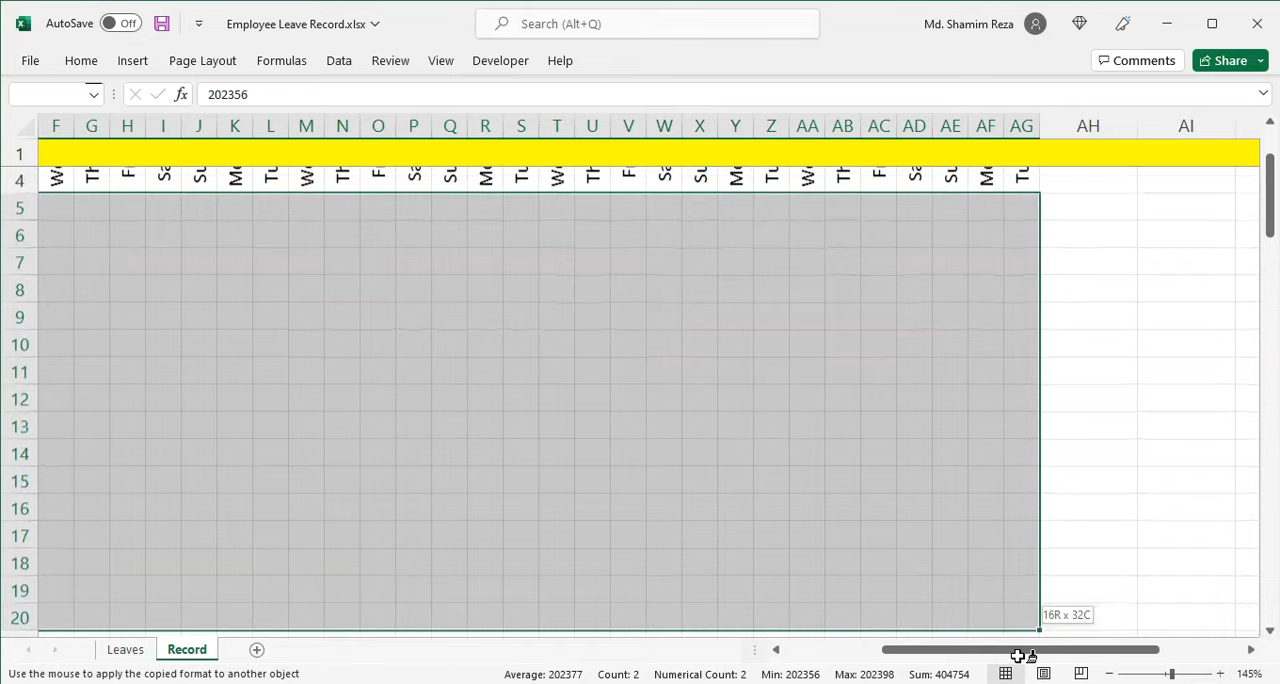 AutoSave Off Employee Leave Record.xlsx Search (Alt+Q) Md. Shamim Reza
File Home Insert Page Layout Formulas Data Review View Developer Help Comments Share
fx 202356
F G H I J K L M N O P Q R S T U V W X Y Z AA AB AC AD AE AF AG AH AI
1
4
5
6
7
8
9
10
11
12
13
14
15
16
17
18
19
20
16R x 32C
Leaves Record
Use the mouse to apply the copied format to another object Average: 202377 Count: 2 Numerical Count: 2 Min: 202356 Max: 202398 Sum: 404754 145%